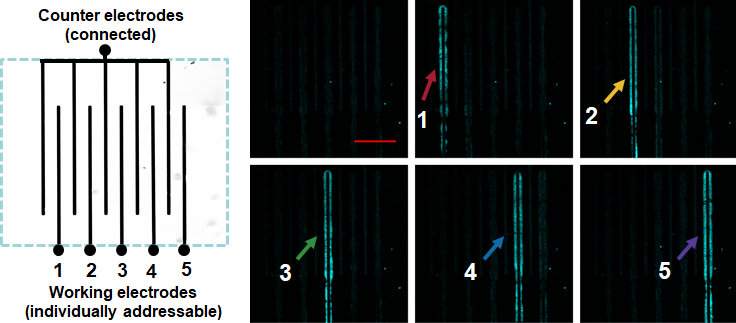 Counter electrodes
(connected)
1
2
3
4
5
1 2 3 4 5
Working electrodes
(individually addressable)